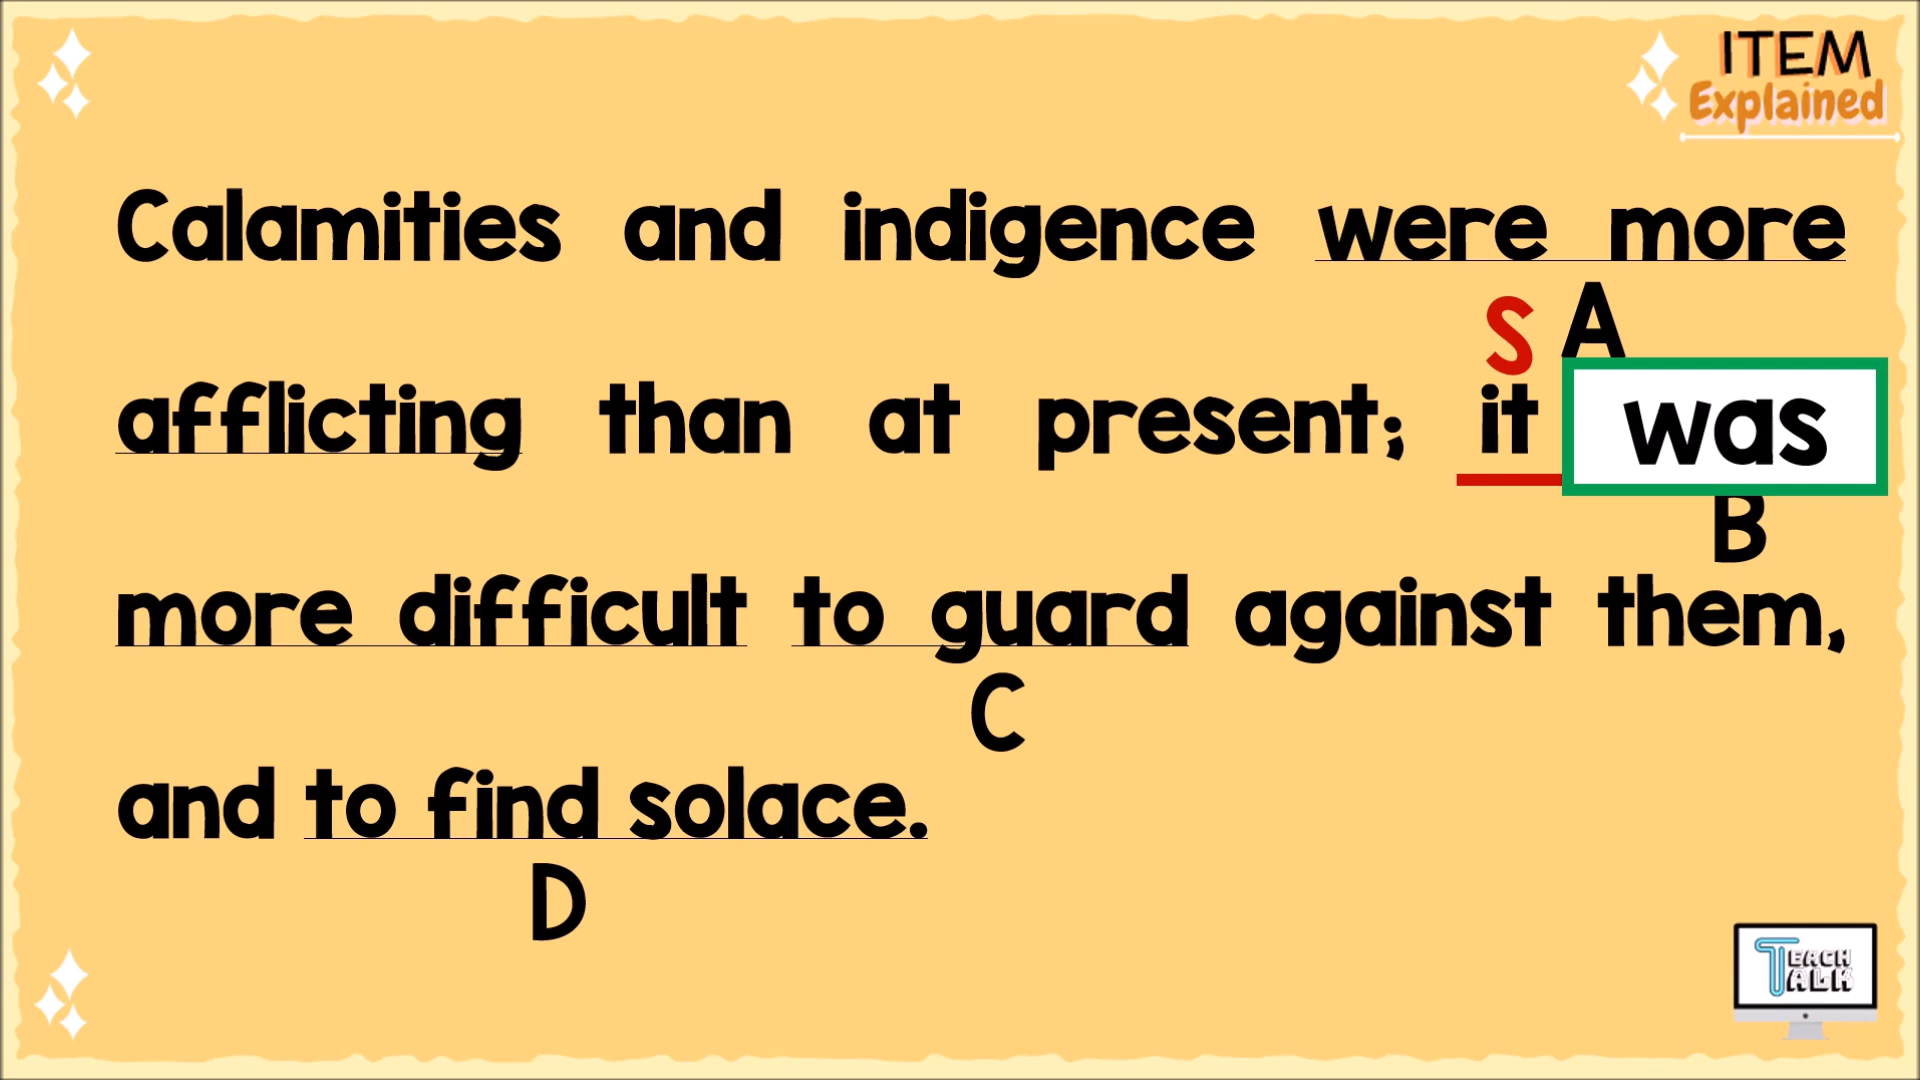 ITEM
Explained
Calamities and indigence were more
S A
afflicting than at present; it was
B
more difficult to guard against them,
C
and to find solace.
D
TEACH
TALK